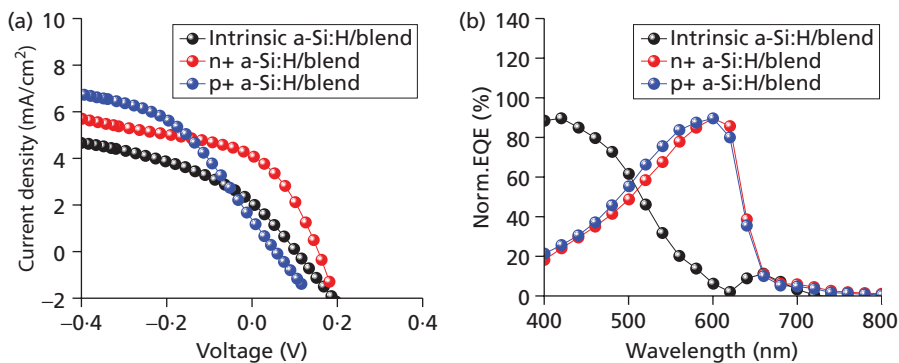 (a)
8
6
4
2
0
−2
−0.4
−0.2
0.0
0.2
0·4
Current density (mA/cm²)
Voltage (V)
Intrinsic a-Si:H/blend
n+ a-Si:H/blend
p+ a-Si:H/blend
(b)
140
120
100
80
60
40
20
0
400
500
600
700
800
Norm.EQE (%)
Wavelength (nm)
Intrinsic a-Si:H/blend
n+ a-Si:H/blend
p+ a-Si:H/blend